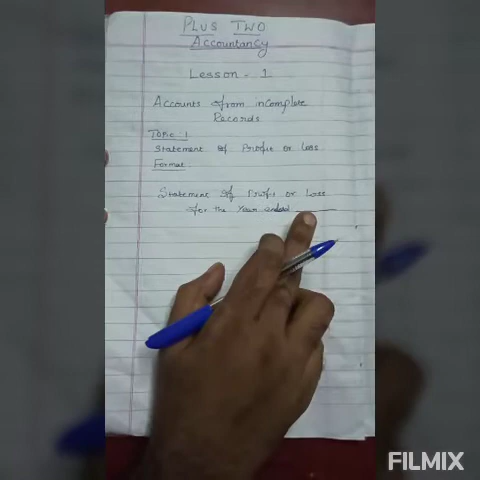 PLUS TWO
Accountancy
Lesson - 1
Accounts from incomplete
Records
Topic : 1
Statement of Profit or Loss
Format
Statement of Profit or Loss
for the Year ended
FILMIX